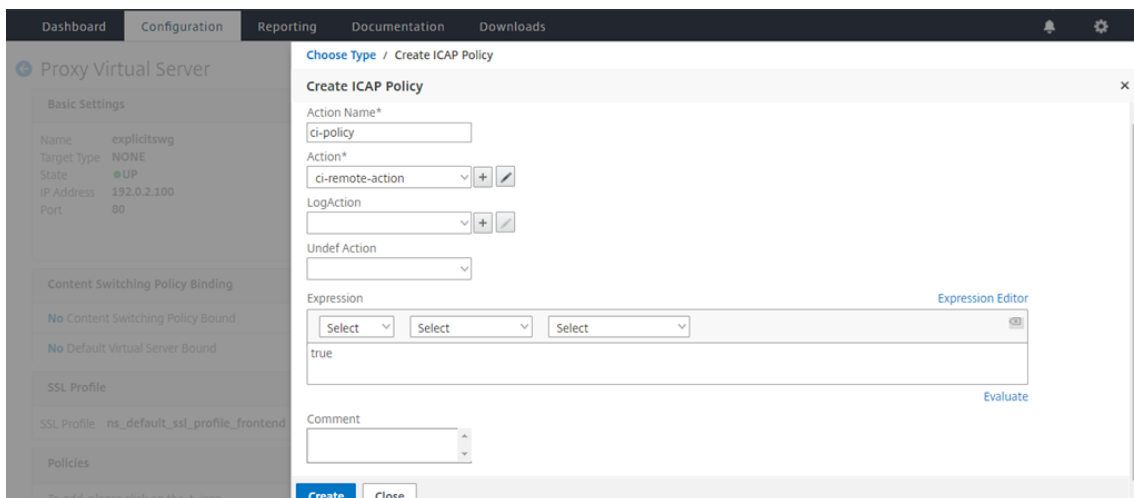 Dashboard Configuration Reporting Documentation Downloads
Proxy Virtual Server
Basic Settings
Name explicitswg
Target Type NONE
State UP
IP Address 192.0.2.100
Port 80
Content Switching Policy Binding
No Content Switching Policy Bound
No Default Virtual Server Bound
SSL Profile
SSL Profile ns_default_ssl_profile_frontend
Policies
Choose Type / Create ICAP Policy
Create ICAP Policy
Action Name*
ci-policy
Action*
ci-remote-action
LogAction
Undef Action
Expression Expression Editor
Select Select Select
true
Evaluate
Comment
Create Close